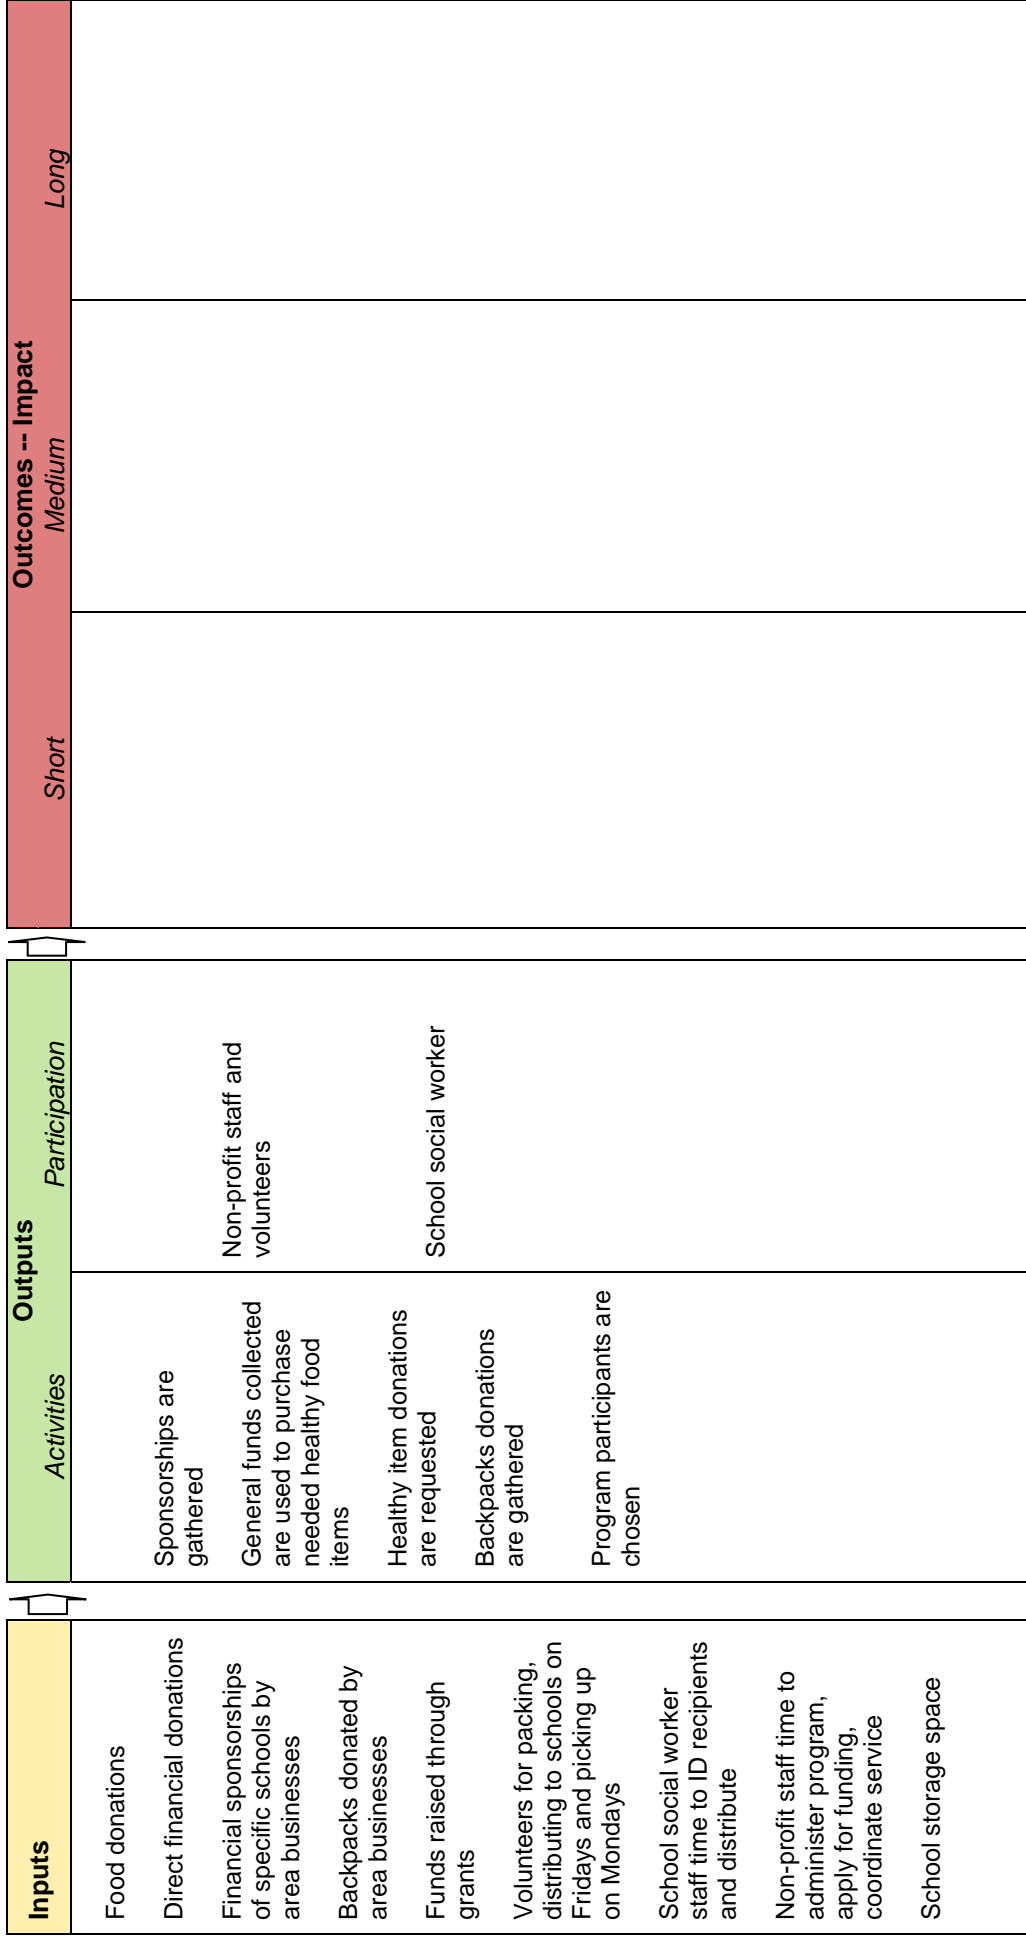 Inputs
Food donations
Direct financial donations
Financial sponsorships
of specific schools by
area businesses
Backpacks donated by
area businesses
Funds raised through
grants
Volunteers for packing,
distributing to schools on
Fridays and picking up
on Mondays
School social worker
staff time to ID recipients
and distribute
Non-profit staff time to
administer program,
apply for funding,
coordinate service
School storage space
Outputs
Activities
Participation
Sponsorships are
gathered
General funds collected
are used to purchase
needed healthy food
items
Healthy item donations
are requested
Backpacks donations
are gathered
Program participants are
chosen
Non-profit staff and
volunteers
School social worker
Outcomes -- Impact
Short
Medium
Long